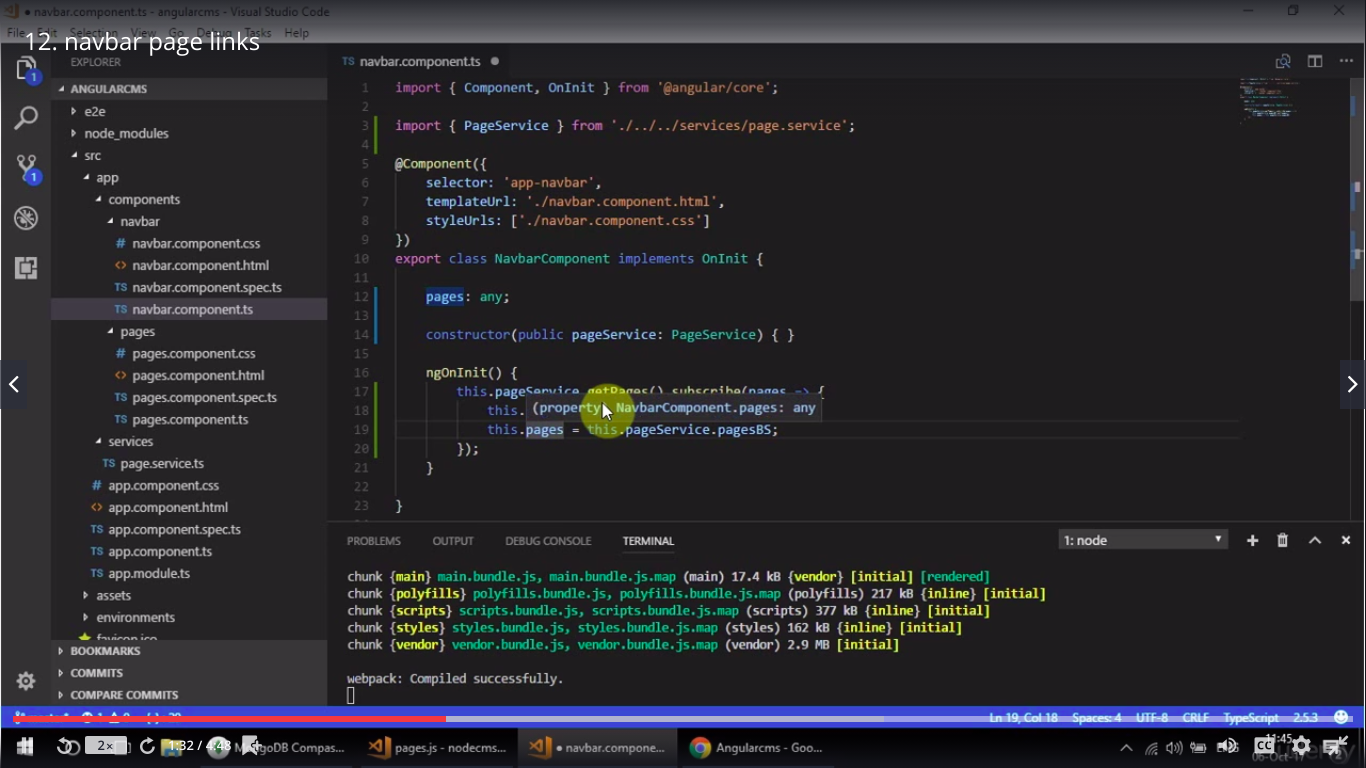 navbar.component.ts - angularcms - Visual Studio Code
File Edit Selection View Go Debug Tasks Help
12. navbar page links
EXPLORER
ANGULARCMS
e2e
node_modules
src
app
components
navbar
navbar.component.css
navbar.component.html
navbar.component.spec.ts
navbar.component.ts
pages
pages.component.css
pages.component.html
pages.component.spec.ts
pages.component.ts
services
page.service.ts
app.component.css
app.component.html
app.component.spec.ts
app.component.ts
app.module.ts
assets
environments
favicon.ico
BOOKMARKS
COMMITS
COMPARE COMMITS
1
1
TS navbar.component.ts
1 import { Component, OnInit } from '@angular/core';
2
3 import { PageService } from './../../services/page.service';
4
5 @Component({
6 selector: 'app-navbar',
7 templateUrl: './navbar.component.html',
8 styleUrls: ['./navbar.component.css']
9 })
10 export class NavbarComponent implements OnInit {
11
12 pages: any;
13
14 constructor(public pageService: PageService) { }
15
16 ngOnInit() {
17 this.pageService.getPages().subscribe(pages => {
18 this.
(property) NavbarComponent.pages: any
19 this.pages = this.pageService.pagesBS;
20 });
21 }
22
23 }
PROBLEMS OUTPUT DEBUG CONSOLE TERMINAL 1: node
chunk {main} main.bundle.js, main.bundle.js.map (main) 17.4 kB {vendor} [initial] [rendered]
chunk {polyfills} polyfills.bundle.js, polyfills.bundle.js.map (polyfills) 217 kB {inline} [initial]
chunk {scripts} scripts.bundle.js, scripts.bundle.js.map (scripts) 377 kB {inline} [initial]
chunk {styles} styles.bundle.js, styles.bundle.js.map (styles) 162 kB {inline} [initial]
chunk {vendor} vendor.bundle.js, vendor.bundle.js.map (vendor) 2.9 MB [initial]
webpack: Compiled successfully.
Ln 19, Col 18 Spaces: 4 UTF-8 CRLF TypeScript 2.5.3
2x 1:32 / 4:48 MongoDB Compas... pages.js - nodecms... navbar.compone... Angularcms - Goo... CC 11:45
06-Oct-17